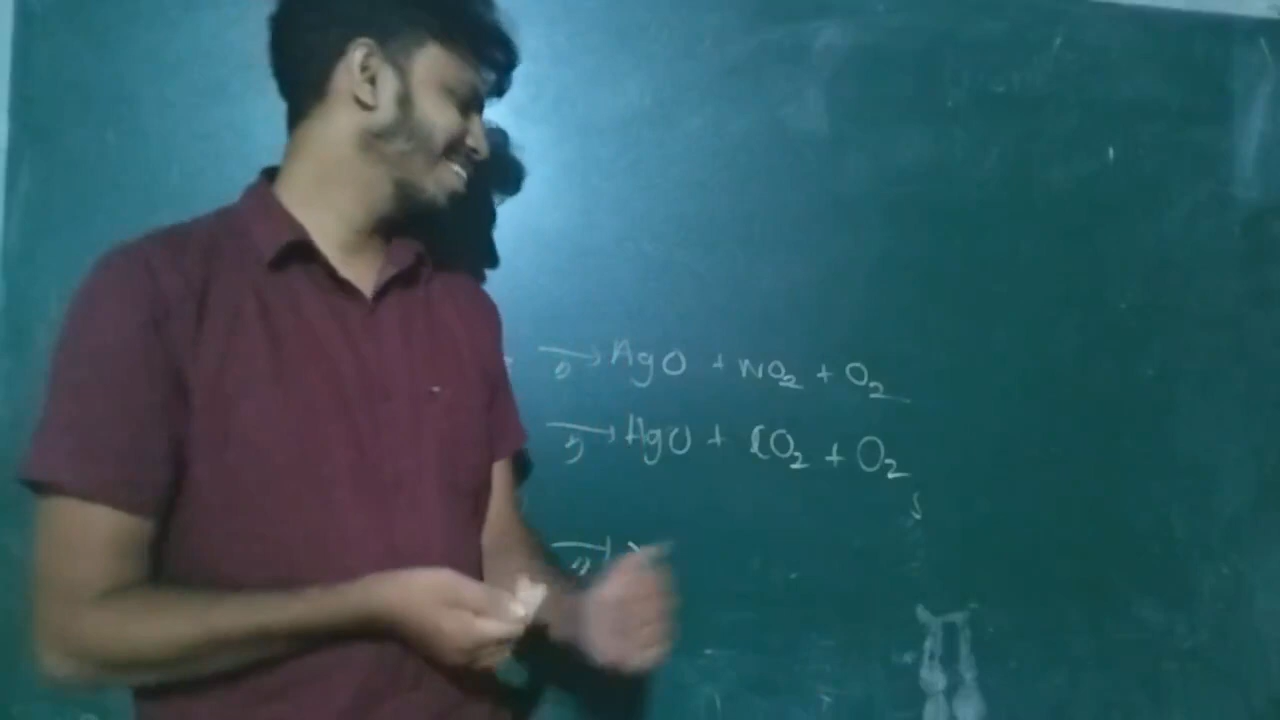 → AgO + NO₂ + O₂
→ AgO + CO₂ + O₂